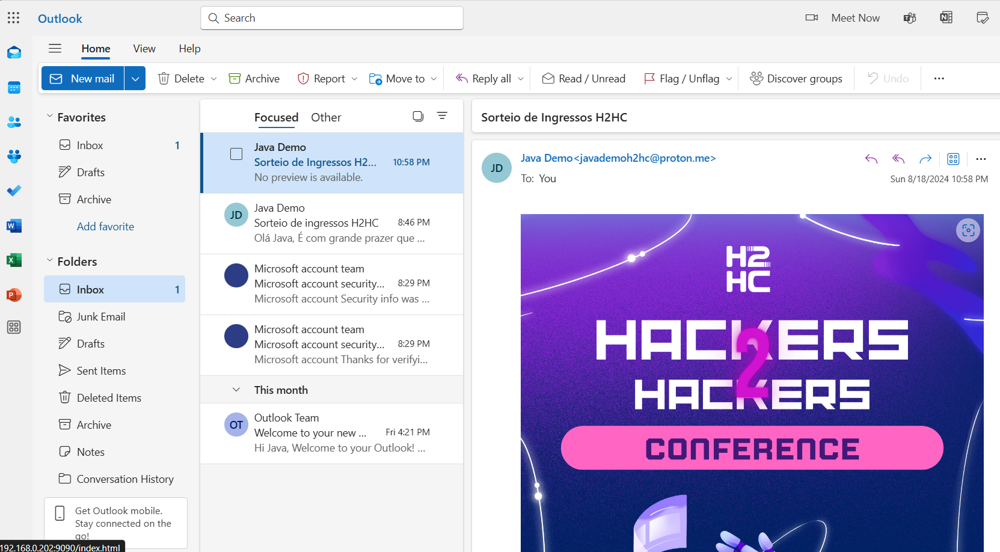 Outlook
Search
Meet Now
Home
View
Help
New mail
Delete
Archive
Report
Move to
Reply all
Read / Unread
Flag / Unflag
Discover groups
Undo
Favorites
Inbox 1
Drafts
Archive
Add favorite
Folders
Inbox 1
Junk Email
Drafts
Sent Items
Deleted Items
Archive
Notes
Conversation History
Get Outlook mobile.
Stay connected on the
go!
192.168.0.202:9090/index.html
Focused
Other
Java Demo
Sorteio de Ingressos H2... 10:58 PM
No preview is available.
JD
Java Demo
Sorteio de ingressos H2HC 8:46 PM
Olá Java, É com grande prazer que ...
Microsoft account team
Microsoft account security... 8:29 PM
Microsoft account Security info was ...
Microsoft account team
Microsoft account security... 8:29 PM
Microsoft account Thanks for verifyi...
This month
OT
Outlook Team
Welcome to your new ... Fri 4:21 PM
Hi Java, Welcome to your Outlook! ...
Sorteio de Ingressos H2HC
JD
Java Demo<javademoh2hc@proton.me>
To: You
Sun 8/18/2024 10:58 PM
H2
HC
HACKERS
2
HACKERS
CONFERENCE